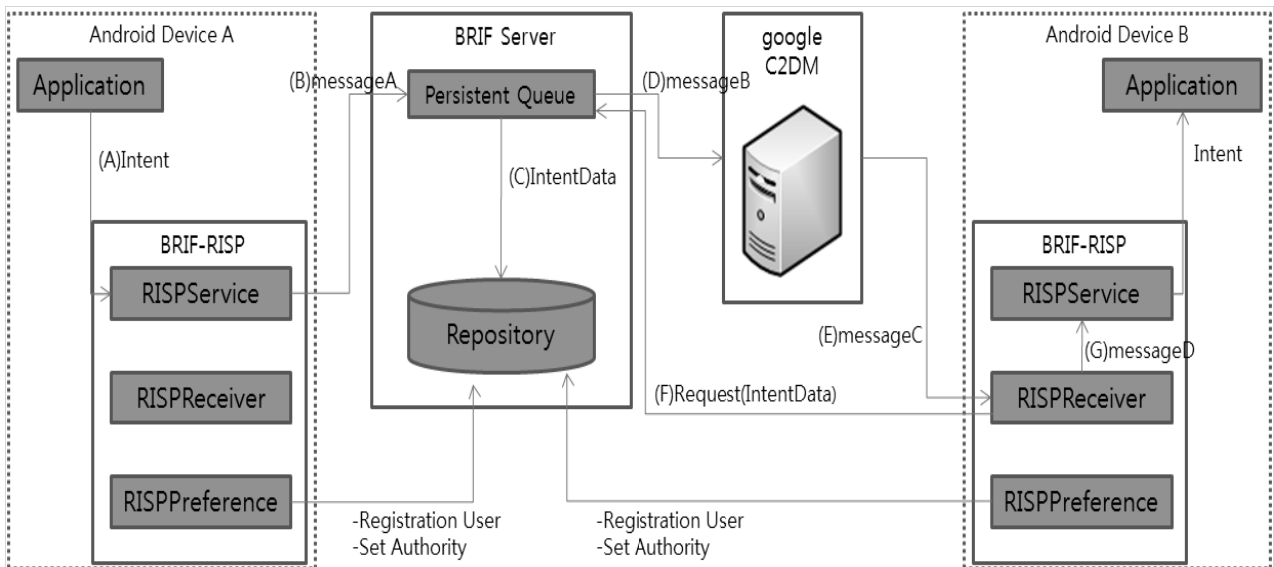 Android Device A
Application
(A)Intent
BRIF-RISP
RISPService
RISPReceiver
RISPPreference
(B)messageA
BRIF Server
Persistent Queue
(C)IntentData
Repository
-Registration User
-Set Authority
-Registration User
-Set Authority
(D)messageB
google
C2DM
(E)messageC
(F)Request(IntentData)
Android Device B
Application
Intent
BRIF-RISP
RISPService
(G)messageD
RISPReceiver
RISPPreference